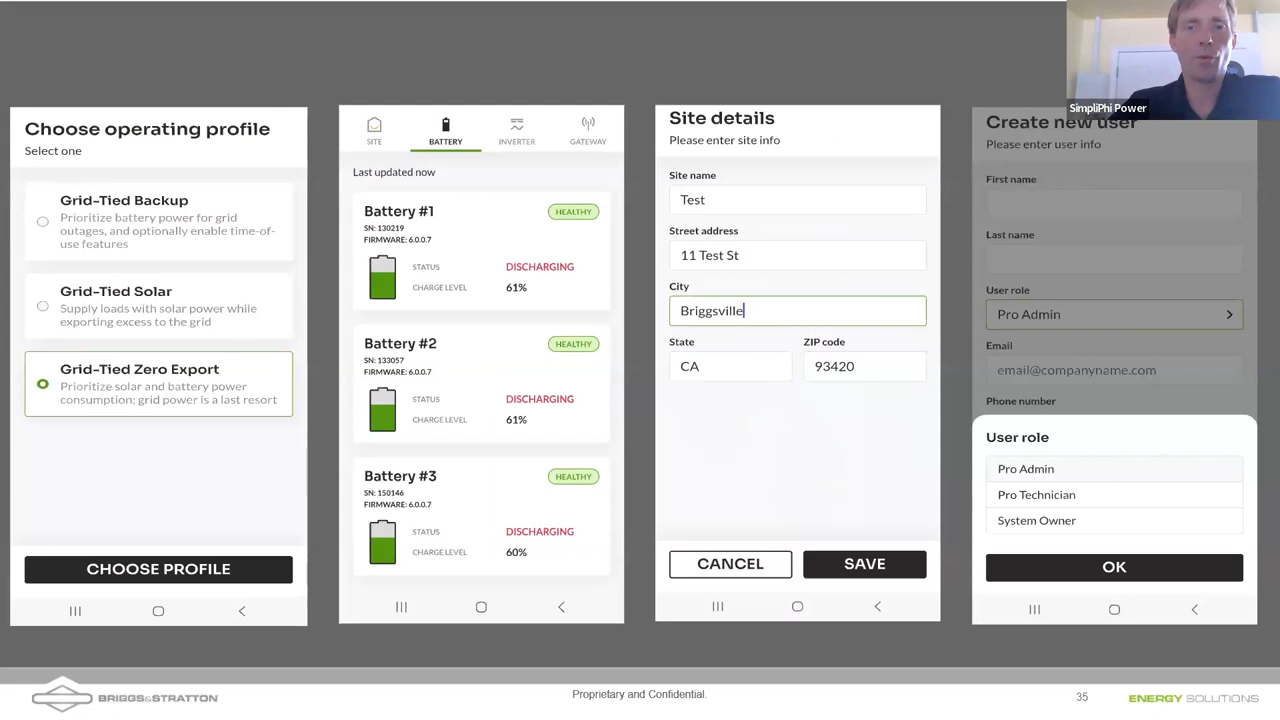 SimpliPhi Power
Choose operating profile
Select one
Grid-Tied Backup
Prioritize battery power for grid
outages, and optionally enable time-of-
use features
Grid-Tied Solar
Supply loads with solar power while
exporting excess to the grid
Grid-Tied Zero Export
Prioritize solar and battery power
consumption; grid power is a last resort
CHOOSE PROFILE
SITE
BATTERY
INVERTER
GATEWAY
Last updated now
Battery #1
HEALTHY
SN: 130219
FIRMWARE: 6.0.0.7
STATUS
DISCHARGING
CHARGE LEVEL
61%
Battery #2
HEALTHY
SN: 133057
FIRMWARE: 6.0.0.7
STATUS
DISCHARGING
CHARGE LEVEL
61%
Battery #3
HEALTHY
SN: 150146
FIRMWARE: 6.0.0.7
STATUS
DISCHARGING
CHARGE LEVEL
60%
Site details
Please enter site info
Site name
Test
Street address
11 Test St
City
Briggsville
State
ZIP code
CA
93420
CANCEL
SAVE
Create new user
Please enter user info
First name
Last name
User role
Pro Admin
Email
email@companyname.com
Phone number
User role
Pro Admin
Pro Technician
System Owner
OK
BRIGGS&STRATTON
Proprietary and Confidential.
35
ENERGY SOLUTIONS